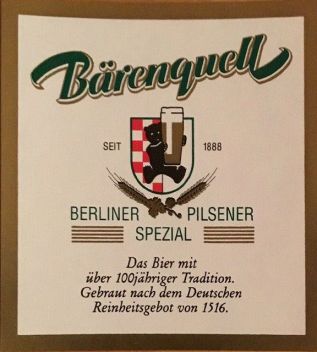 Bärenquell
SEIT 1888
BERLINER PILSENER
SPEZIAL
Das Bier mit
über 100jähriger Tradition.
Gebraut nach dem Deutschen
Reinheitsgebot von 1516.